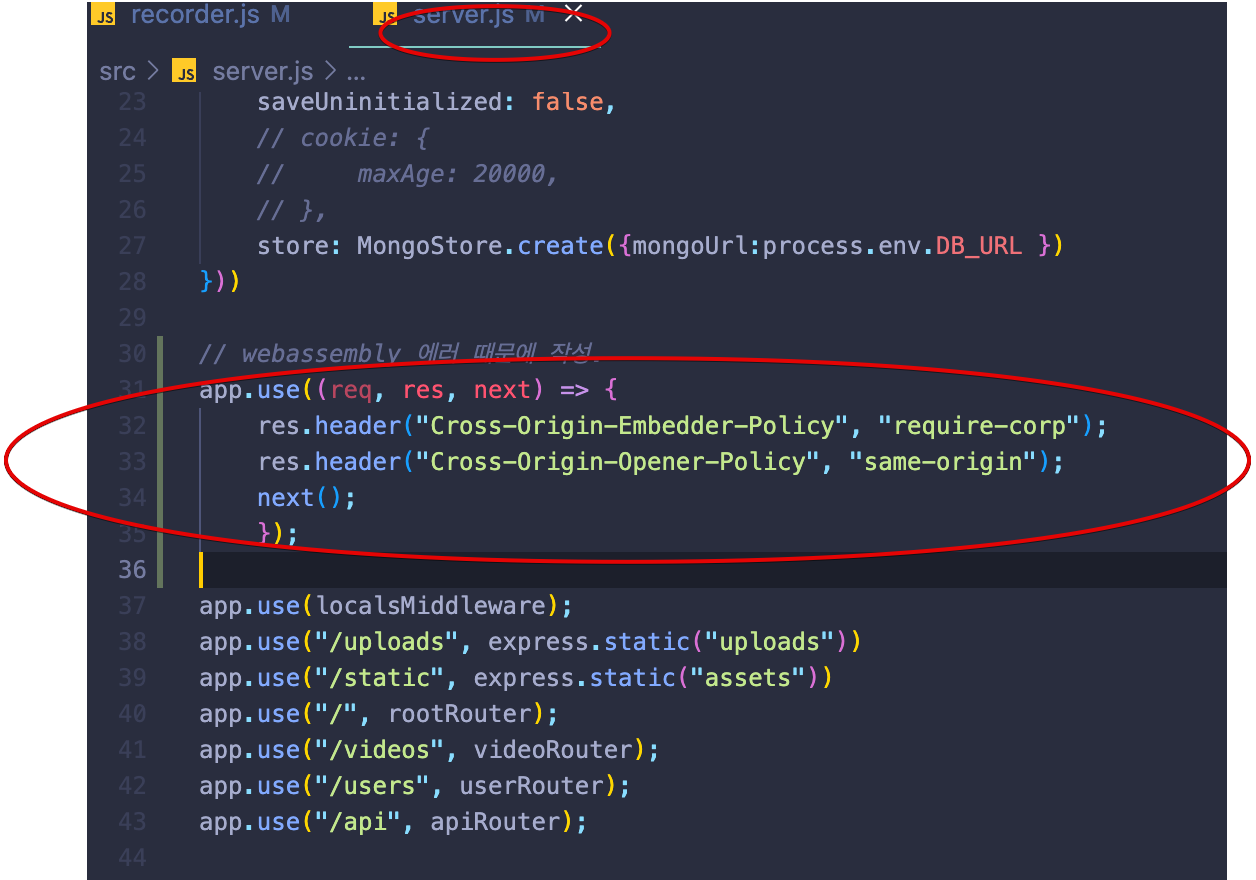 JS recorder.js M JS server.js M
src > JS server.js > ...
23 saveUninitialized: false,
24 // cookie: {
25 //     maxAge: 20000,
26 // },
27 store: MongoStore.create({mongoUrl:process.env.DB_URL })
28 }))
29
30 // webassembly 에러 때문에 작성.
31 app.use((req, res, next) => {
32 res.header("Cross-Origin-Embedder-Policy", "require-corp");
33 res.header("Cross-Origin-Opener-Policy", "same-origin");
34 next();
35 });
36
37 app.use(localsMiddleware);
38 app.use("/uploads", express.static("uploads"))
39 app.use("/static", express.static("assets"))
40 app.use("/", rootRouter);
41 app.use("/videos", videoRouter);
42 app.use("/users", userRouter);
43 app.use("/api", apiRouter);
44